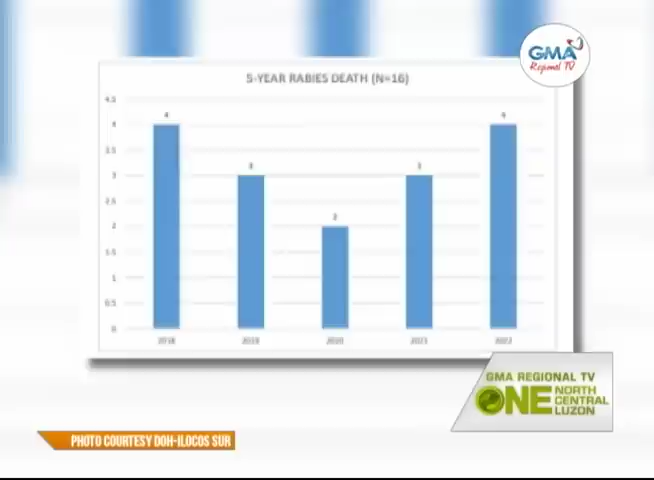 GMA
Regional TV
5-YEAR RABIES DEATH (N=16)
4.5
4
3.5
3
2.5
2
1.5
1
0.5
0
4
3
2
3
4
2018
2019
2020
2021
2022
GMA REGIONAL TV
ONE NORTH
CENTRAL
LUZON
PHOTO COURTESY DOH-ILOCOS SUR